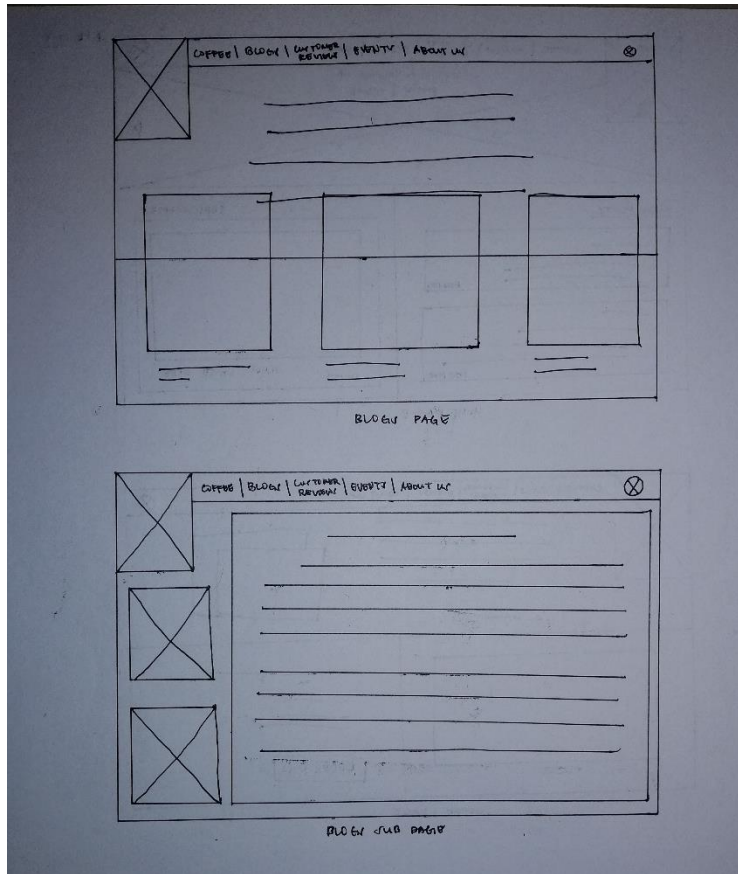 COFFEE | BLOGS | CUSTOMER REVIEWS | EVENTS | ABOUT US
BLOGS PAGE
COFFEE | BLOGS | CUSTOMER REVIEWS | EVENTS | ABOUT US
BLOGS SUB PAGE